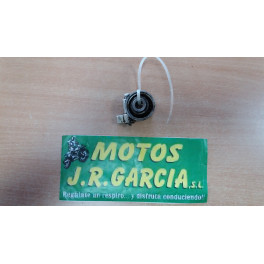 MOTOS
J.R. GARCIA S.L.
Regálate un respiro... y disfruta conduciendo!!